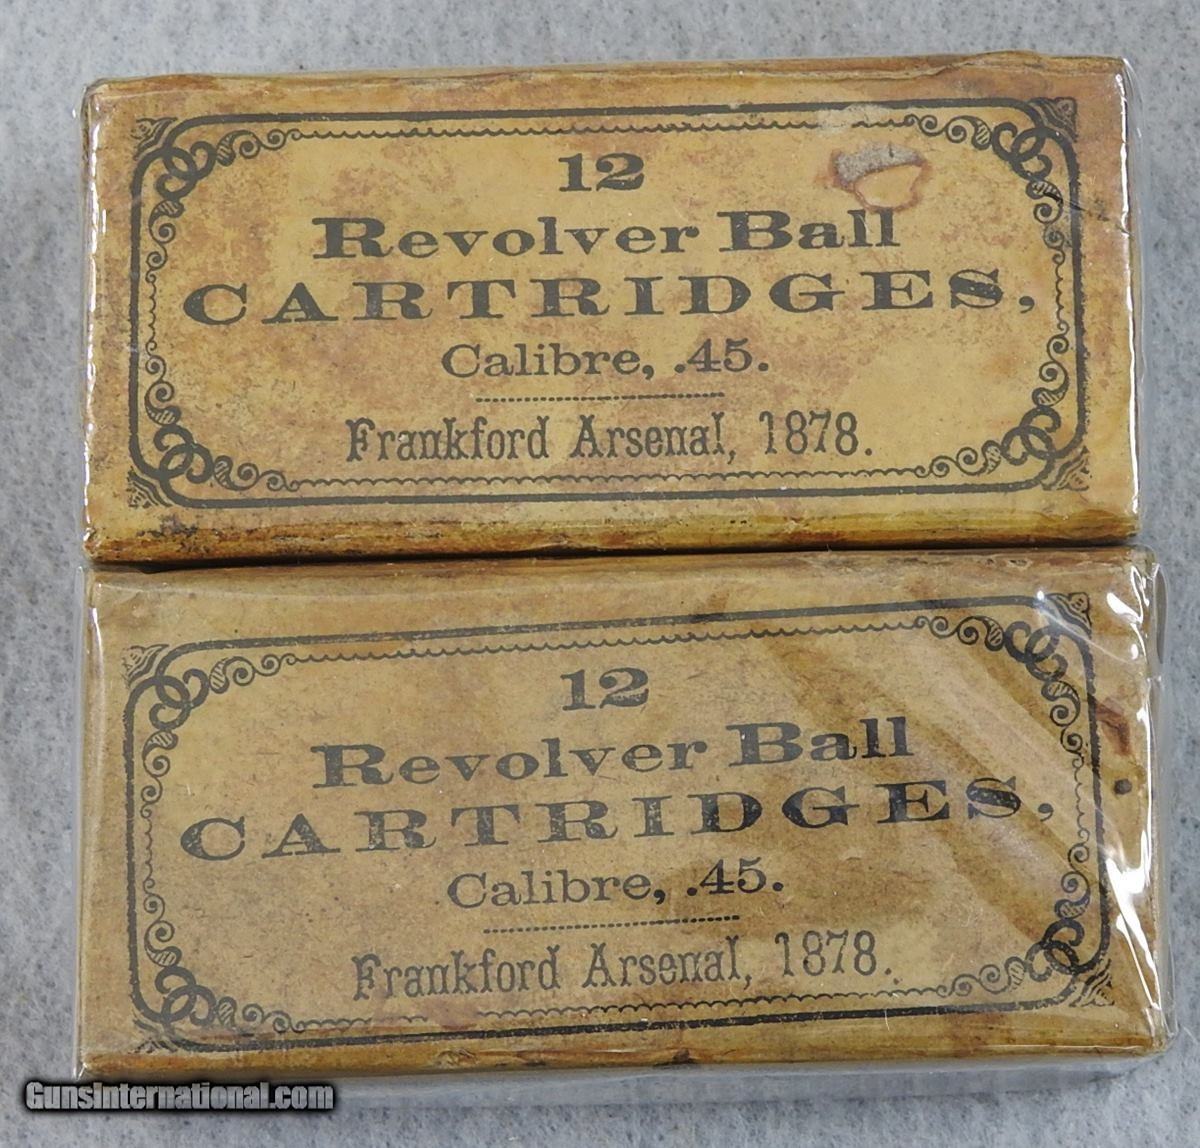 12
Revolver Ball
CARTRIDGES,
Calibre, .45.
Frankford Arsenal, 1878.
12
Revolver Ball
CARTRIDGES,
Calibre, .45.
Frankford Arsenal, 1878.
GunsInternational.com